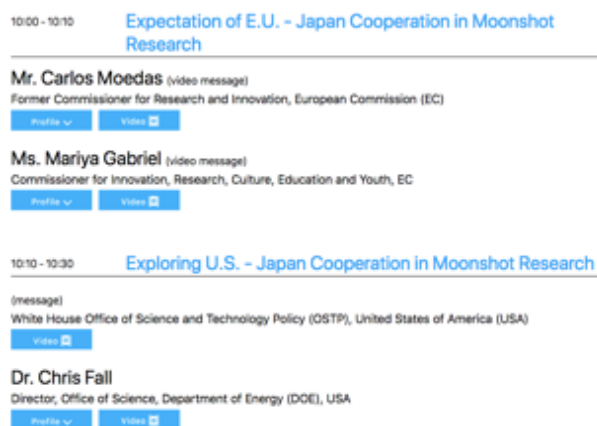 10:00 - 10:10
Expectation of E.U. - Japan Cooperation in Moonshot
Research
Mr. Carlos Moedas (video message)
Former Commissioner for Research and Innovation, European Commission (EC)
Profile
Video
Ms. Mariya Gabriel (video message)
Commissioner for Innovation, Research, Culture, Education and Youth, EC
Profile
Video
10:10 - 10:30
Exploring U.S. - Japan Cooperation in Moonshot Research
(message)
White House Office of Science and Technology Policy (OSTP), United States of America (USA)
Video
Dr. Chris Fall
Director, Office of Science, Department of Energy (DOE), USA
Profile
Video